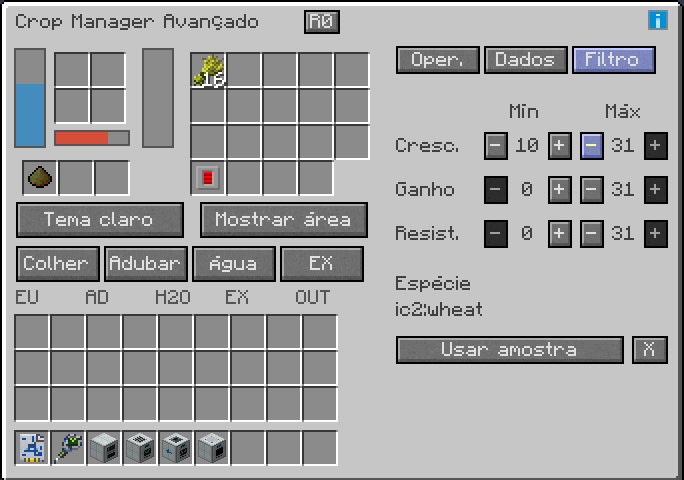 Crop Manager Avançado R0 i
Oper. Dados Filtro
16
Mín Máx
Cresc. − 10 + − 31 +
Ganho − 0 + − 31 +
Resist. − 0 + − 31 +
Tema claro Mostrar área
Colher Adubar água EX
EU AD H2O EX OUT
Espécie
ic2:wheat
Usar amostra X